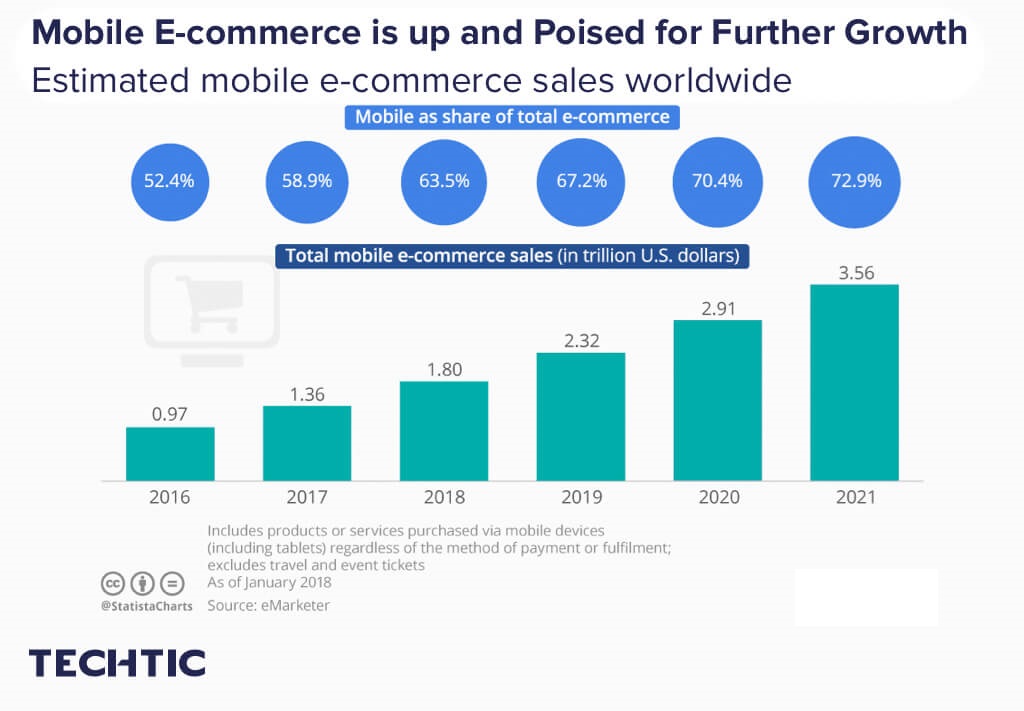 Mobile E-commerce is up and Poised for Further Growth
Estimated mobile e-commerce sales worldwide
Mobile as share of total e-commerce
52.4% 58.9% 63.5% 67.2% 70.4% 72.9%
Total mobile e-commerce sales (in trillion U.S. dollars)
0.97 1.36 1.80 2.32 2.91 3.56
2016 2017 2018 2019 2020 2021
Includes products or services purchased via mobile devices
(including tablets) regardless of the method of payment or fulfilment;
excludes travel and event tickets
cc
As of January 2018
@StatistaCharts Source: eMarketer
TECHTIC